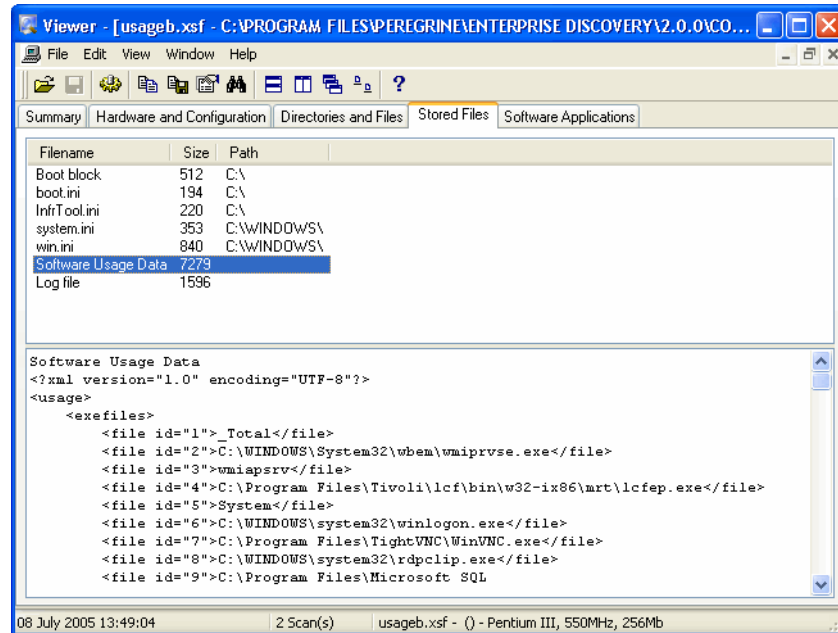 Viewer - [usageb.xsf - C:\PROGRAM FILES\PEREGRINE\ENTERPRISE DISCOVERY\2.0.0\CO...
File Edit View Window Help
Summary Hardware and Configuration Directories and Files Stored Files Software Applications
Filename Size Path
Boot block 512 C:\
boot.ini 194 C:\
InfrTool.ini 220 C:\
system.ini 353 C:\WINDOWS\
win.ini 840 C:\WINDOWS\
Software Usage Data 7279
Log file 1596
Software Usage Data
<?xml version="1.0" encoding="UTF-8"?>
<usage>
<exefiles>
<file id="1">_Total</file>
<file id="2">C:\WINDOWS\System32\wbem\wmiprvse.exe</file>
<file id="3">wmiapsrv</file>
<file id="4">C:\Program Files\Tivoli\lcf\bin\w32-ix86\mrt\lcfep.exe</file>
<file id="5">System</file>
<file id="6">C:\WINDOWS\system32\winlogon.exe</file>
<file id="7">C:\Program Files\TightVNC\WinVNC.exe</file>
<file id="8">C:\WINDOWS\system32\rdpclip.exe</file>
<file id="9">C:\Program Files\Microsoft SQL
08 July 2005 13:49:04 2 Scan(s) usageb.xsf - () - Pentium III, 550MHz, 256Mb